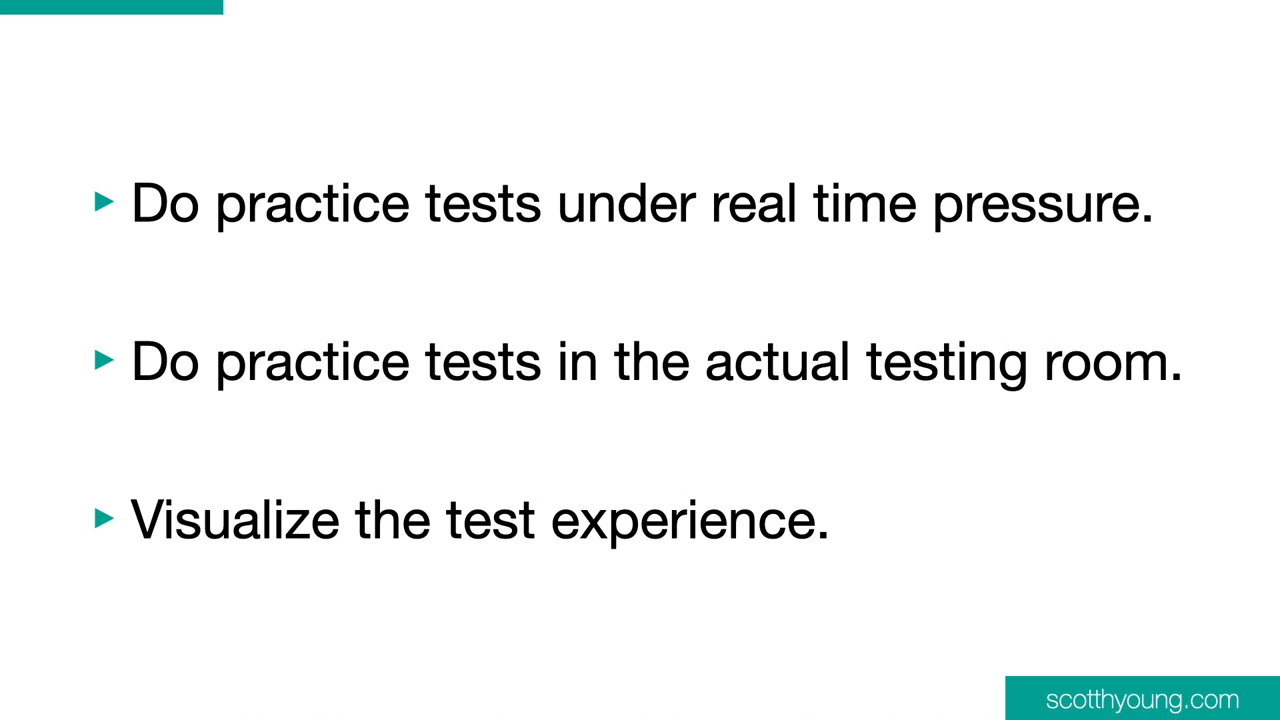 Do practice tests under real time pressure.
Do practice tests in the actual testing room.
Visualize the test experience.
scotthyoung.com